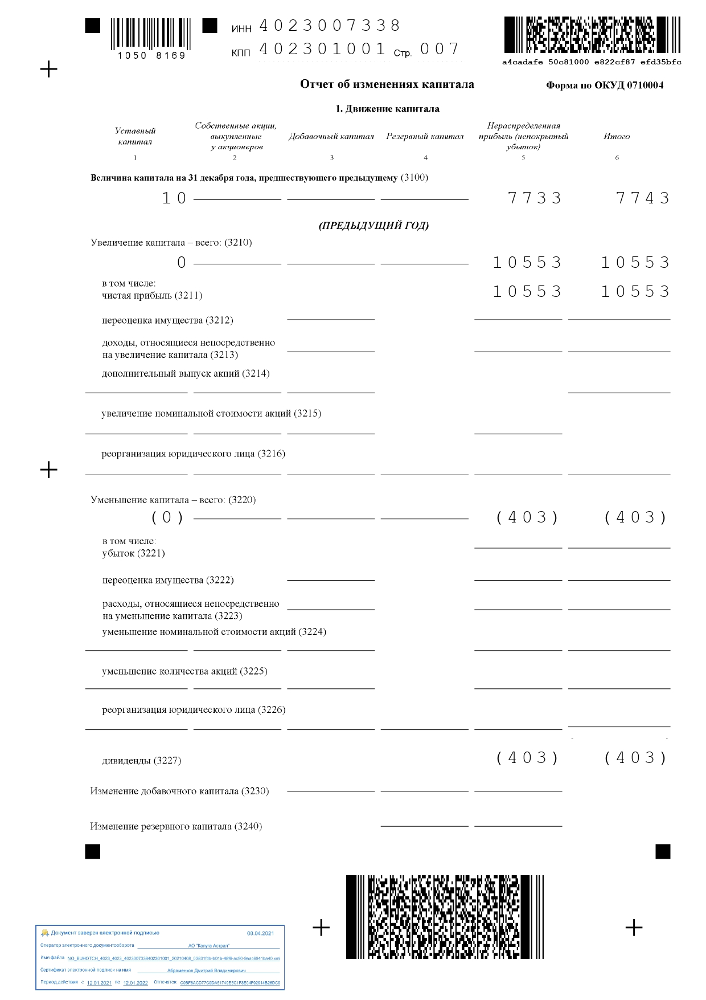 ИНН 4023007338
1050 8169
КПП 402301001 Стр. 007
a4cadafe 50c81000 e822cf87 efd35bfc
Отчет об изменениях капитала
Форма по ОКУД 0710004
1. Движение капитала
Уставный капитал
Собственные акции, выкупленные у акционеров
Добавочный капитал
Резервный капитал
Нераспределенная прибыль (непокрытый убыток)
Итого
1 2 3 4 5 6
Величина капитала на 31 декабря года, предшествующего предыдущему (3100)
10 7733 7743
(ПРЕДЫДУЩИЙ ГОД)
Увеличение капитала – всего: (3210)
0 10553 10553
в том числе:
чистая прибыль (3211) 10553 10553
переоценка имущества (3212)
доходы, относящиеся непосредственно
на увеличение капитала (3213)
дополнительный выпуск акций (3214)
увеличение номинальной стоимости акций (3215)
реорганизация юридического лица (3216)
Уменьшение капитала – всего: (3220)
(0) (403) (403)
в том числе:
убыток (3221)
переоценка имущества (3222)
расходы, относящиеся непосредственно
на уменьшение капитала (3223)
уменьшение номинальной стоимости акций (3224)
уменьшение количества акций (3225)
реорганизация юридического лица (3226)
дивиденды (3227) (403) (403)
Изменение добавочного капитала (3230)
Изменение резервного капитала (3240)
Документ заверен электронной подписью 08.04.2021
Оператор электронного документооборота АО "Калуга Астрал"
Имя файла NO_BUHOTCH_4023_4023_4023007338402301001_20210408_03831fdb-b01b-48f6-ac90-9aac6941ba40.xml
Сертификат электронной подписи на имя Абраменков Дмитрий Владимирович
Период действия с 12.01.2021 по 12.01.2022 Отпечаток C0BF8ACD77C0DA51749E5C1F3E04F92914B26DC9